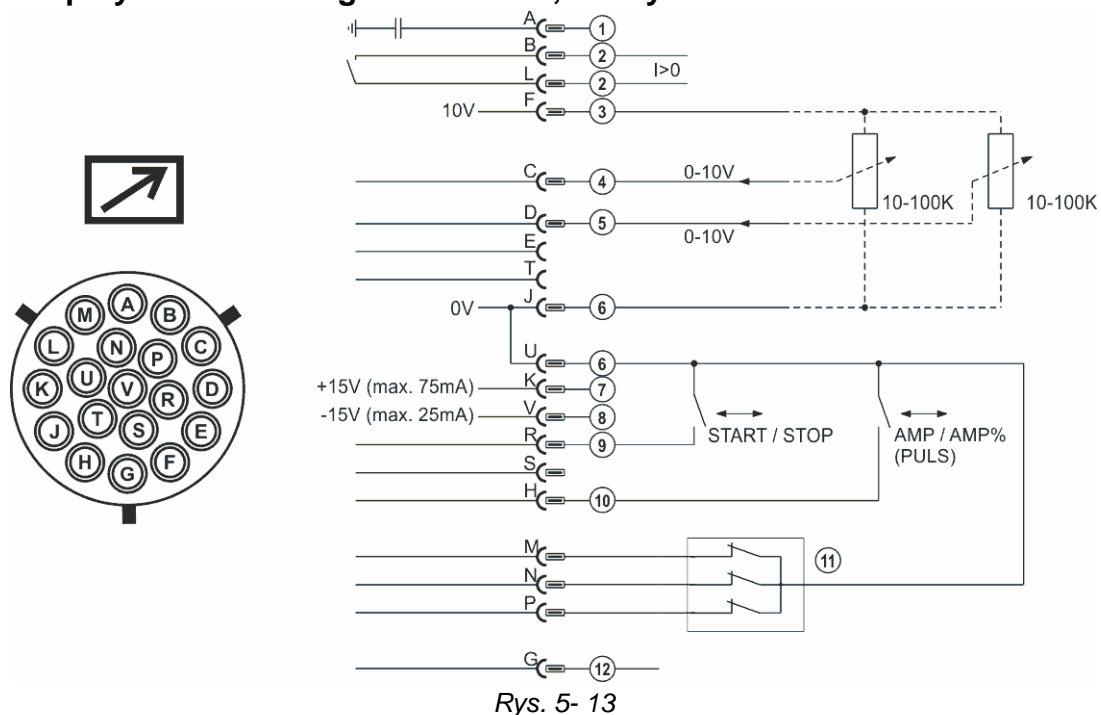 A 1
B 2
I>0
L 2
10V F 3
C 4 0-10V
10-100K 10-100K
D 5
0-10V
E
T
0V J 6
U 6
+15V (max. 75mA) K 7
-15V (max. 25mA) V 8
START / STOP AMP / AMP%
(PULS)
R 9
S
H 10
M 11
N
P
G 12
M A B
L N P C
K U V R D
J T S E
H G F
Rys. 5- 13